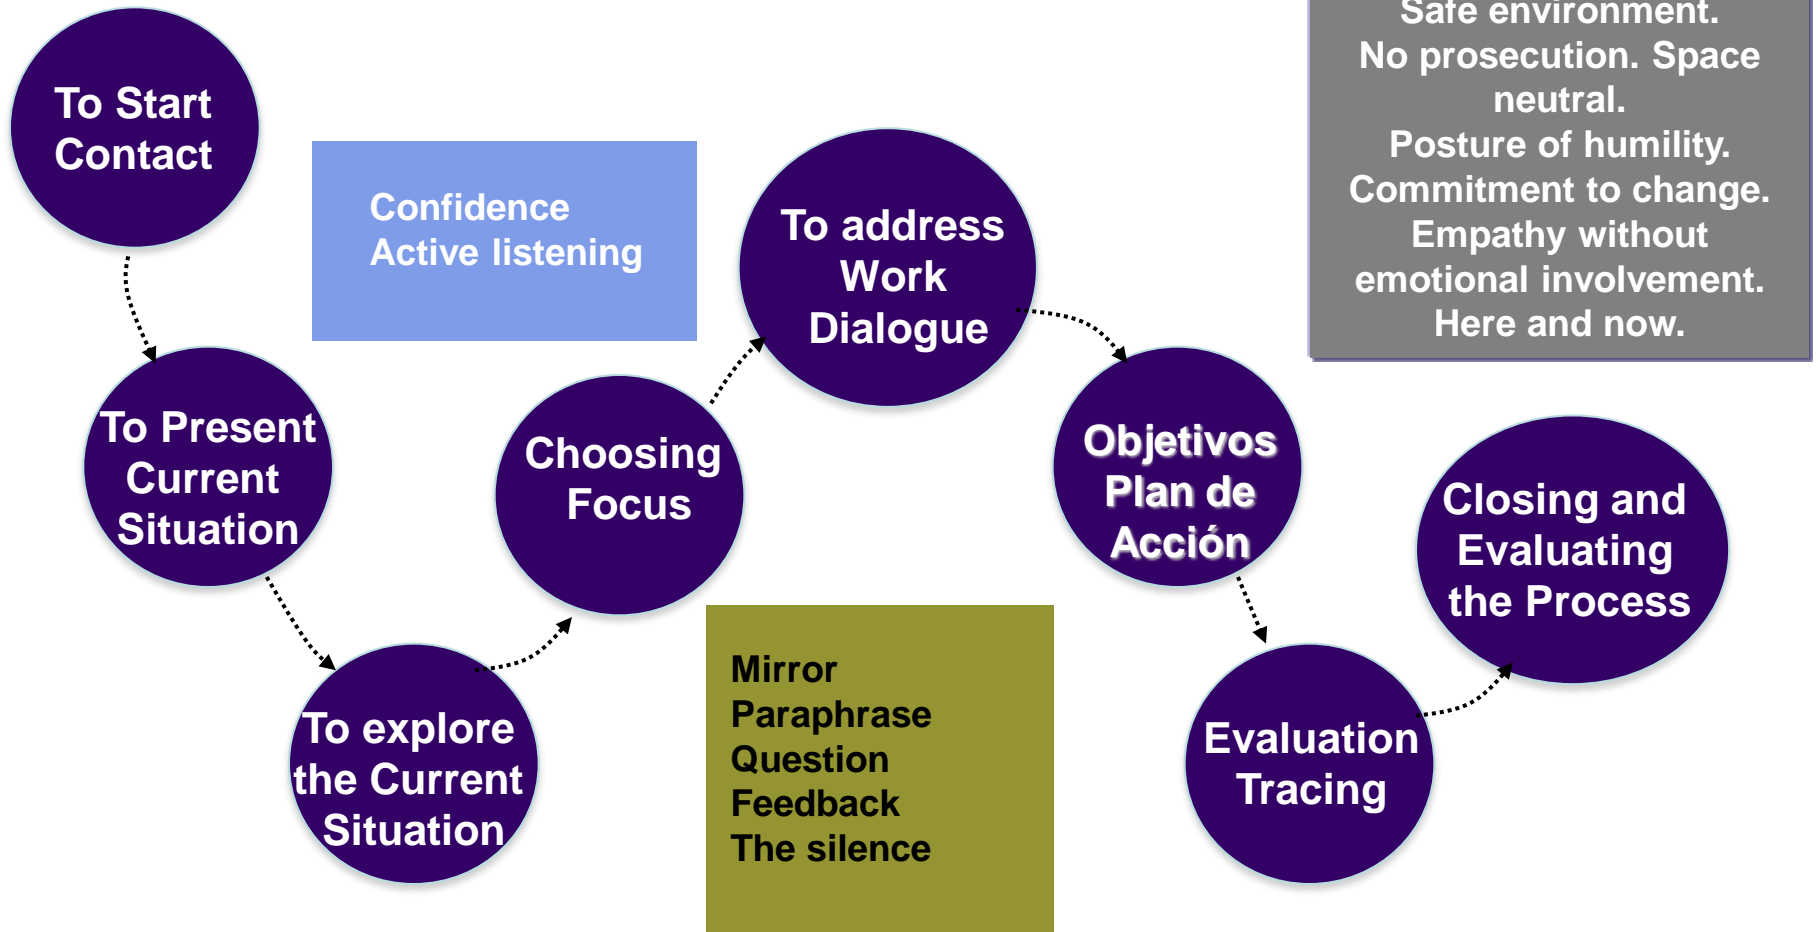 To Start
Contact
Confidence
Active listening
To address
Work
Dialogue
Safe environment.
No prosecution. Space
neutral.
Posture of humility.
Commitment to change.
Empathy without
emotional involvement.
Here and now.
To Present
Current
Situation
Choosing
Focus
Objetivos
Plan de
Acción
Closing and
Evaluating
the Process
To explore
the Current
Situation
Mirror
Paraphrase
Question
Feedback
The silence
Evaluation
Tracing